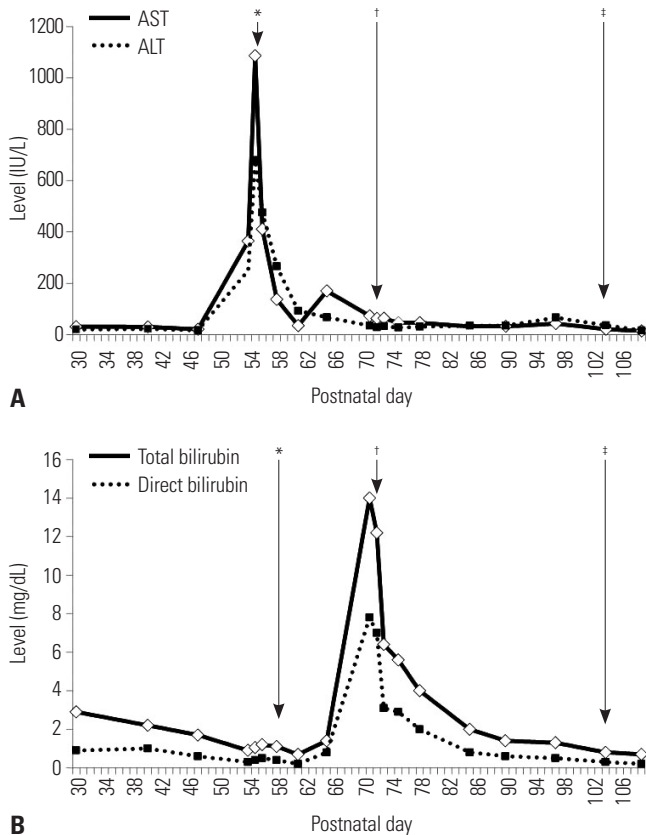 AST
ALT
*
†
‡
1200
1000
800
600
400
200
0
Level (IU/L)
30 34 38 42 46 50 54 58 62 66 70 74 78 82 86 90 94 98 102 106
Postnatal day
A
Total bilirubin
Direct bilirubin
*
†
‡
16
14
12
10
8
6
4
2
0
Level (mg/dL)
30 34 38 42 46 50 54 58 62 66 70 74 78 82 86 90 94 98 102 106
Postnatal day
B